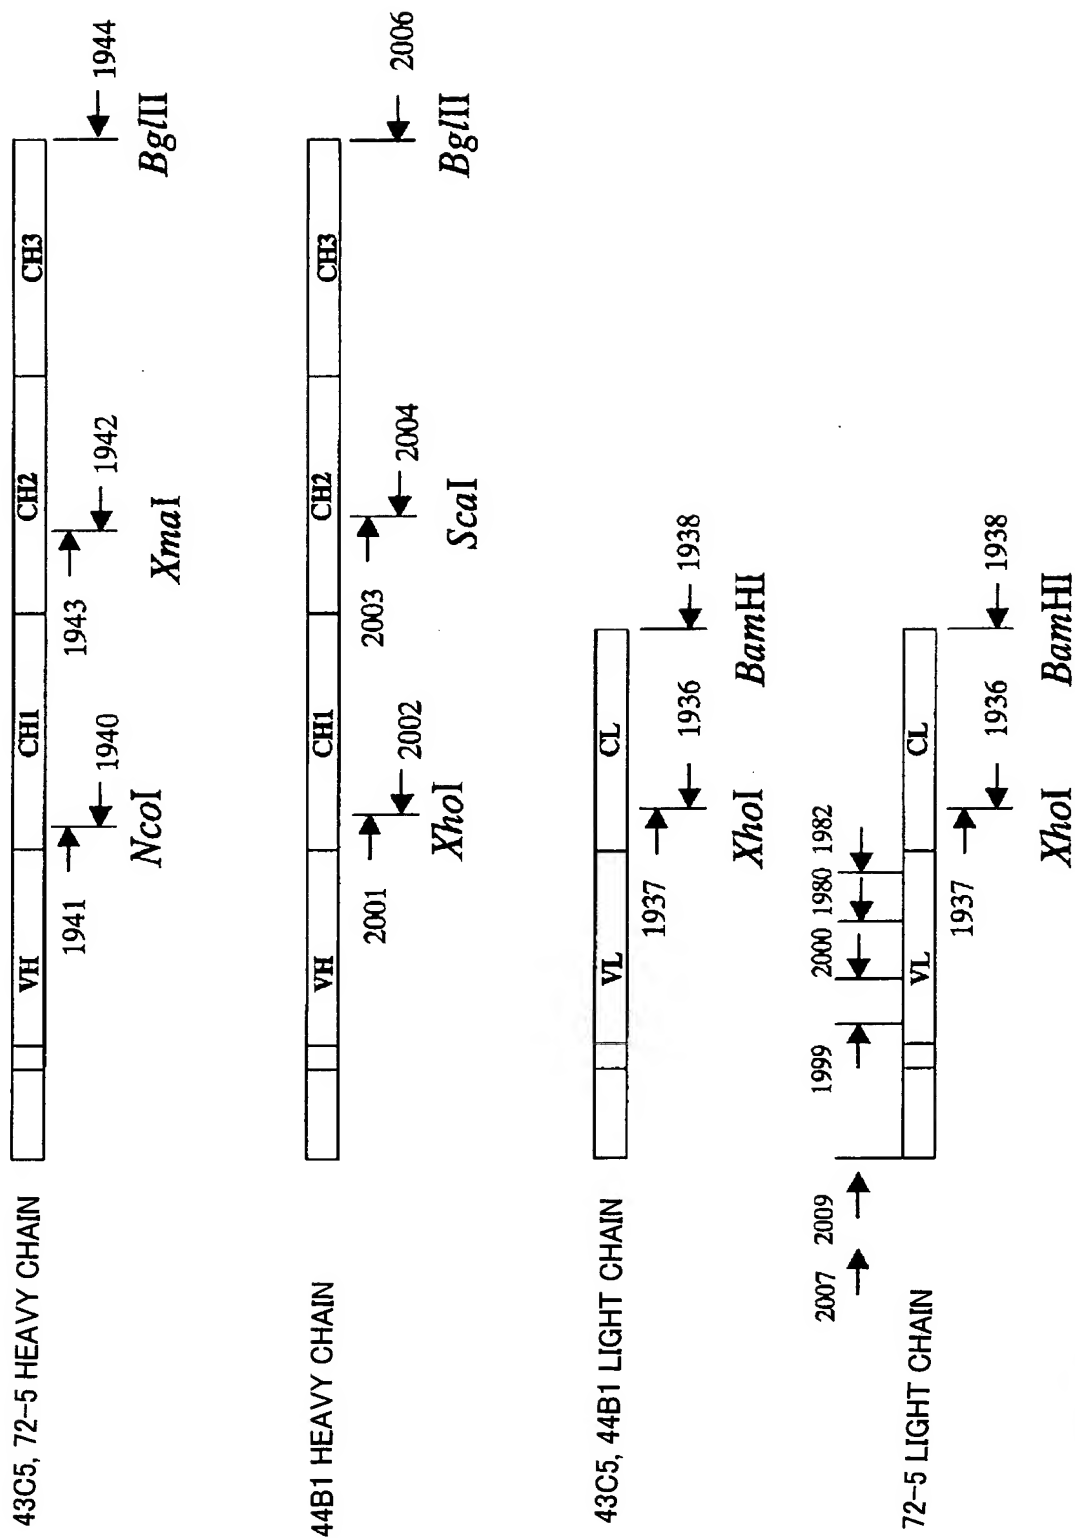 43C5, 72-5 HEAVY CHAIN
VH
CH1
CH2
CH3
1941
1940
NcoI
1943
1942
XmaI
1944
BglII
44B1 HEAVY CHAIN
VH
CH1
CH2
CH3
2001
2002
XhoI
2003
2004
ScaI
2006
BglII
43C5, 44B1 LIGHT CHAIN
VL
CL
1937
1936
XhoI
1938
BamHI
72-5 LIGHT CHAIN
2007
2009
1999
2000
1980
1982
VL
CL
1937
1936
XhoI
1938
BamHI